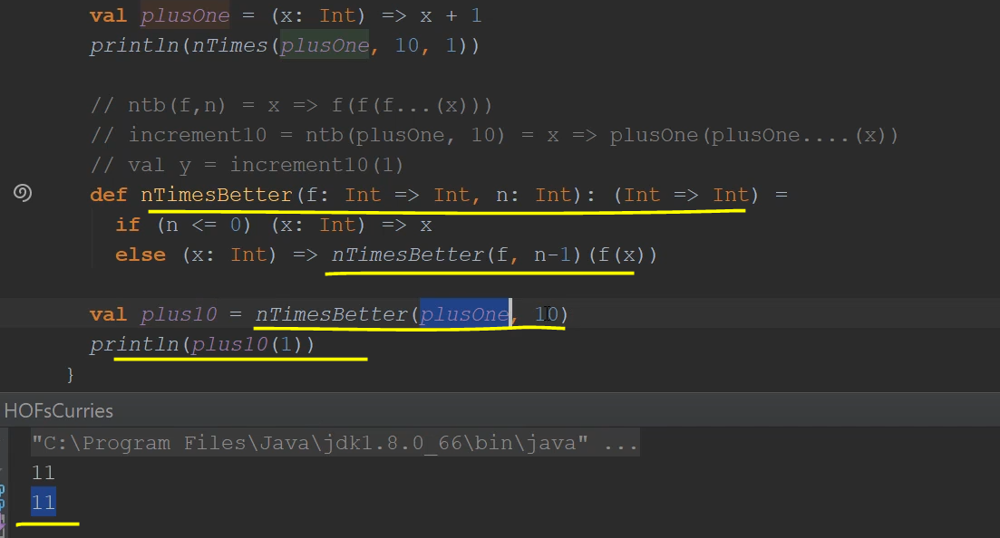 val plusOne = (x: Int) => x + 1
println(nTimes(plusOne, 10, 1))
// ntb(f,n) = x => f(f(f...(x)))
// increment10 = ntb(plusOne, 10) = x => plusOne(plusOne....(x))
// val y = increment10(1)
def nTimesBetter(f: Int => Int, n: Int): (Int => Int) =
if (n <= 0) (x: Int) => x
else (x: Int) => nTimesBetter(f, n-1)(f(x))
val plus10 = nTimesBetter(plusOne, 10)
println(plus10(1))
}
HOFsCurries
"C:\Program Files\Java\jdk1.8.0_66\bin\java" ...
11
11